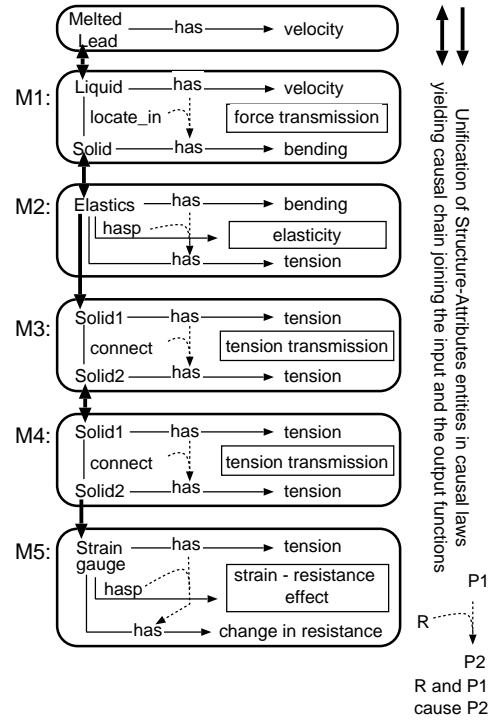 Melted Lead has velocity
M1:
Liquid has velocity
locate_in force transmission
Solid has bending
M2:
Elastics has bending
hasp elasticity
has tension
M3:
Solid1 has tension
connect tension transmission
Solid2 has tension
M4:
Solid1 has tension
connect tension transmission
Solid2 has tension
M5:
Strain gauge has tension
hasp strain - resistance effect
has change in resistance
Unification of Structure-Attributes entities in causal laws
yielding causal chain joining the input and the output functions
P1
R
P2
R and P1
cause P2